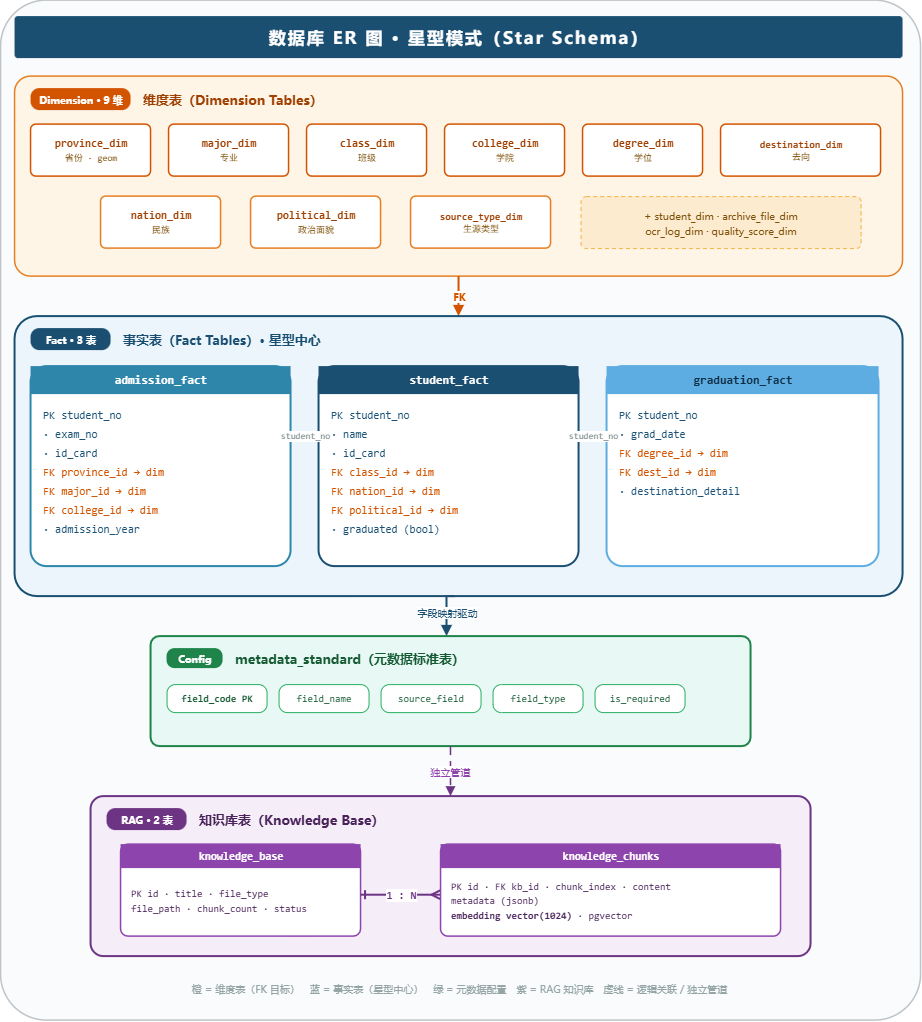 数据库 ER 图 · 星型模式（Star Schema）
Dimension · 9 维 维度表（Dimension Tables）
province_dim major_dim class_dim college_dim degree_dim destination_dim
省份 · geom 专业 班级 学院 学位 去向
nation_dim political_dim source_type_dim + student_dim · archive_file_dim
民族 政治面貌 生源类型 ocr_log_dim · quality_score_dim
FK
Fact · 3 表 事实表（Fact Tables）· 星型中心
admission_fact student_fact graduation_fact
PK student_no PK student_no PK student_no
· exam_no student_no · name student_no · grad_date
· id_card · id_card FK degree_id → dim
FK province_id → dim FK class_id → dim FK dest_id → dim
FK major_id → dim FK nation_id → dim · destination_detail
FK college_id → dim FK political_id → dim
· admission_year · graduated (bool)
字段映射驱动
Config metadata_standard（元数据标准表）
field_code PK field_name source_field field_type is_required
独立管道
RAG · 2 表 知识库表（Knowledge Base）
knowledge_base knowledge_chunks
PK id · title · file_type 1 : N PK id · FK kb_id · chunk_index · content
file_path · chunk_count · status metadata (jsonb)
embedding vector(1024) · pgvector
橙 = 维度表（FK 目标） 蓝 = 事实表（星型中心） 绿 = 元数据配置 紫 = RAG 知识库 虚线 = 逻辑关联 / 独立管道